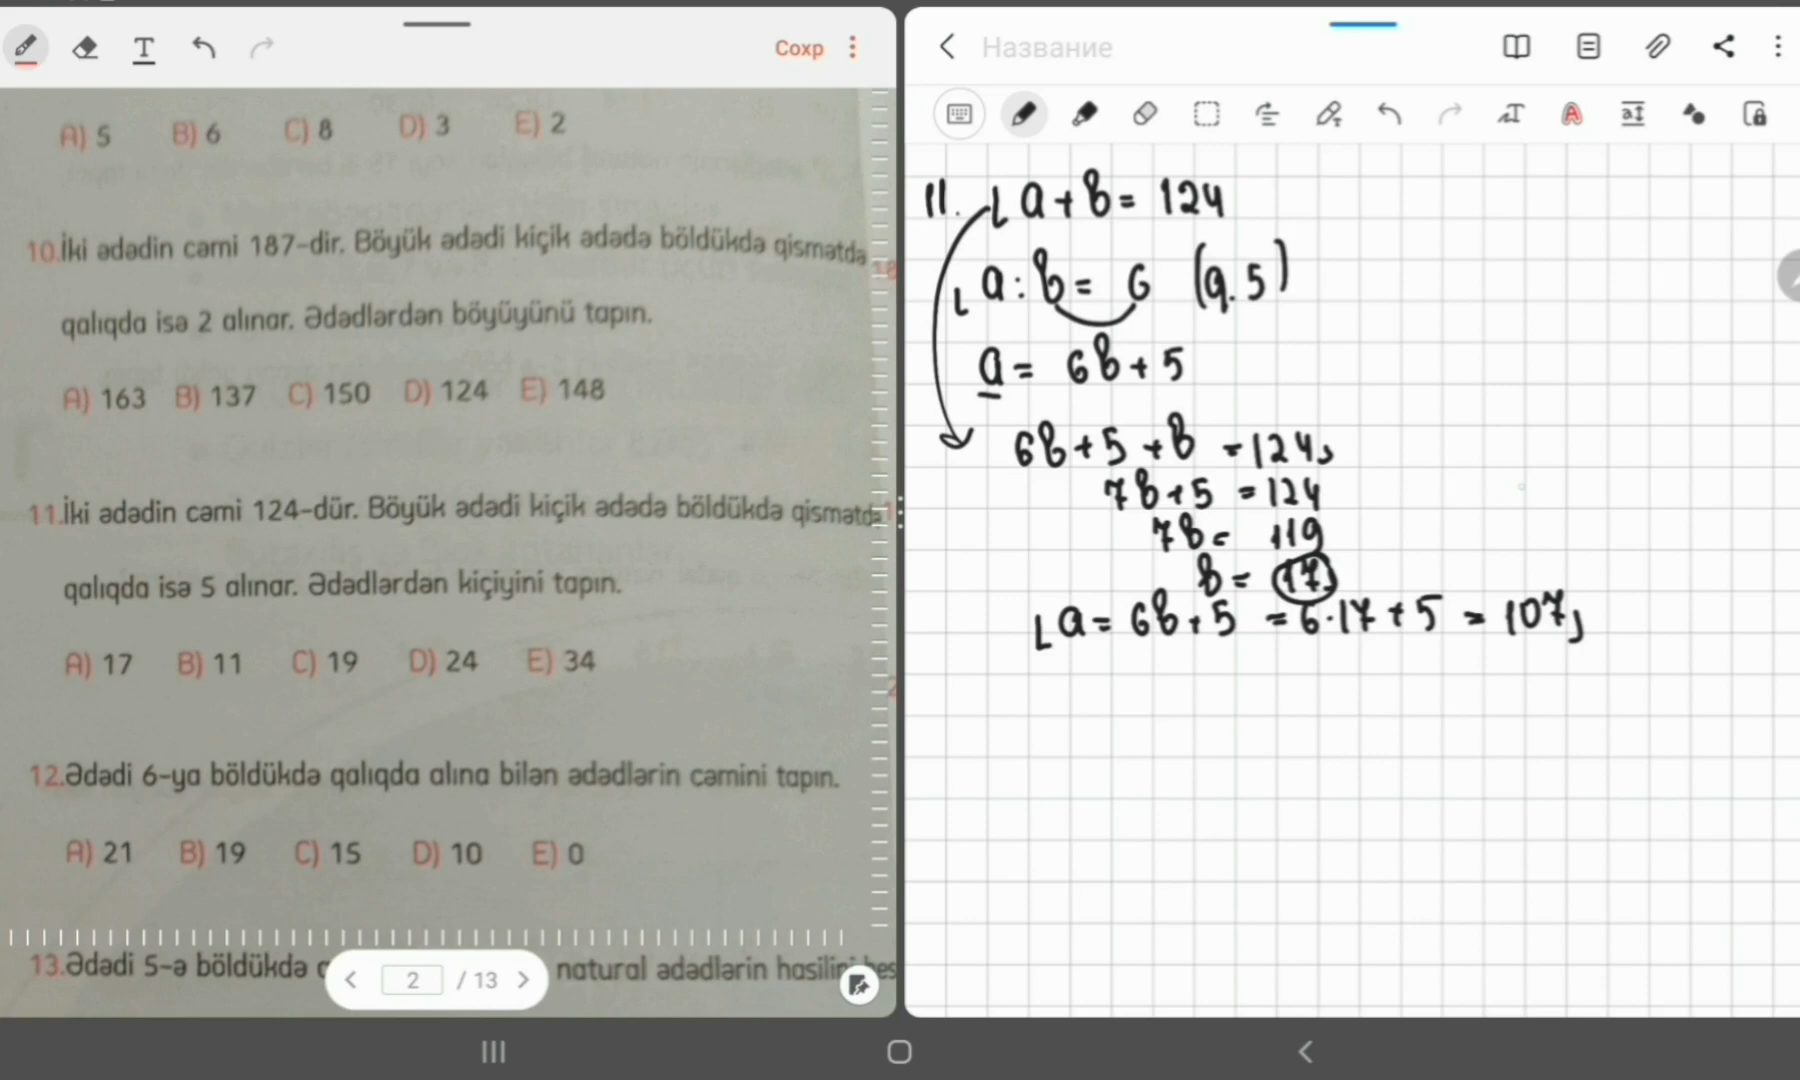 Сохр
A) 5 B) 6 C) 8 D) 3 E) 2
10.İki ədədin cəmi 187-dir. Böyük ədədi kiçik ədədə böldükdə qismətdə
qalıqda isə 2 alınar. Ədədlərdən böyüyünü tapın.
A) 163 B) 137 C) 150 D) 124 E) 148
11.İki ədədin cəmi 124-dür. Böyük ədədi kiçik ədədə böldükdə qismətdə
qalıqda isə 5 alınar. Ədədlərdən kiçiyini tapın.
A) 17 B) 11 C) 19 D) 24 E) 34
12.Ədədi 6-ya böldükdə qalıqda alına bilən ədədlərin cəmini tapın.
A) 21 B) 19 C) 15 D) 10 E) 0
13.Ədədi 5-ə böldükdə natural ədədlərin hasilini
2 / 13
Название
11. a + b = 124
a : b = 6 (q. 5)
a = 6b + 5
6b + 5 + b = 124
7b + 5 = 124
7b = 119
b = 17
a = 6b + 5 = 6·17 + 5 = 107